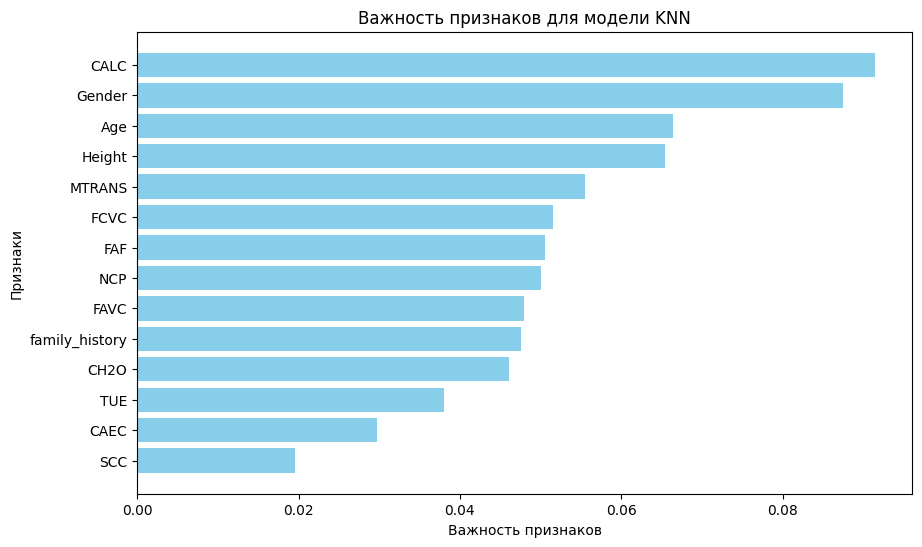 Важность признаков для модели KNN
Признаки
CALC
Gender
Age
Height
MTRANS
FCVC
FAF
NCP
FAVC
family_history
CH2O
TUE
CAEC
SCC
0.00 0.02 0.04 0.06 0.08
Важность признаков